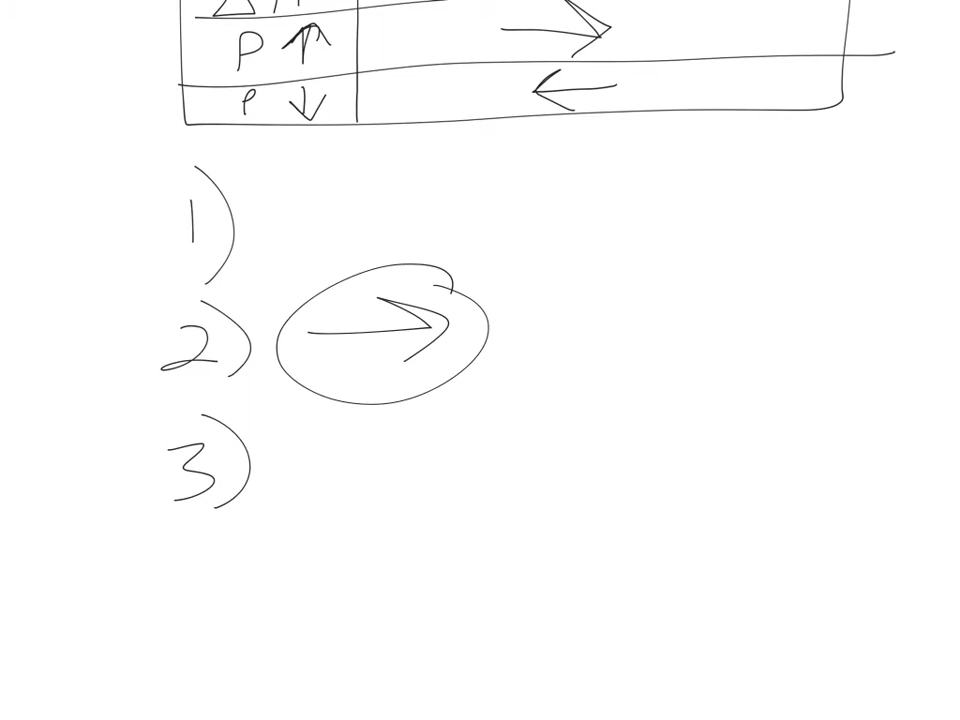 P ↑ →
P ↓ ←
1)
2) →
3)